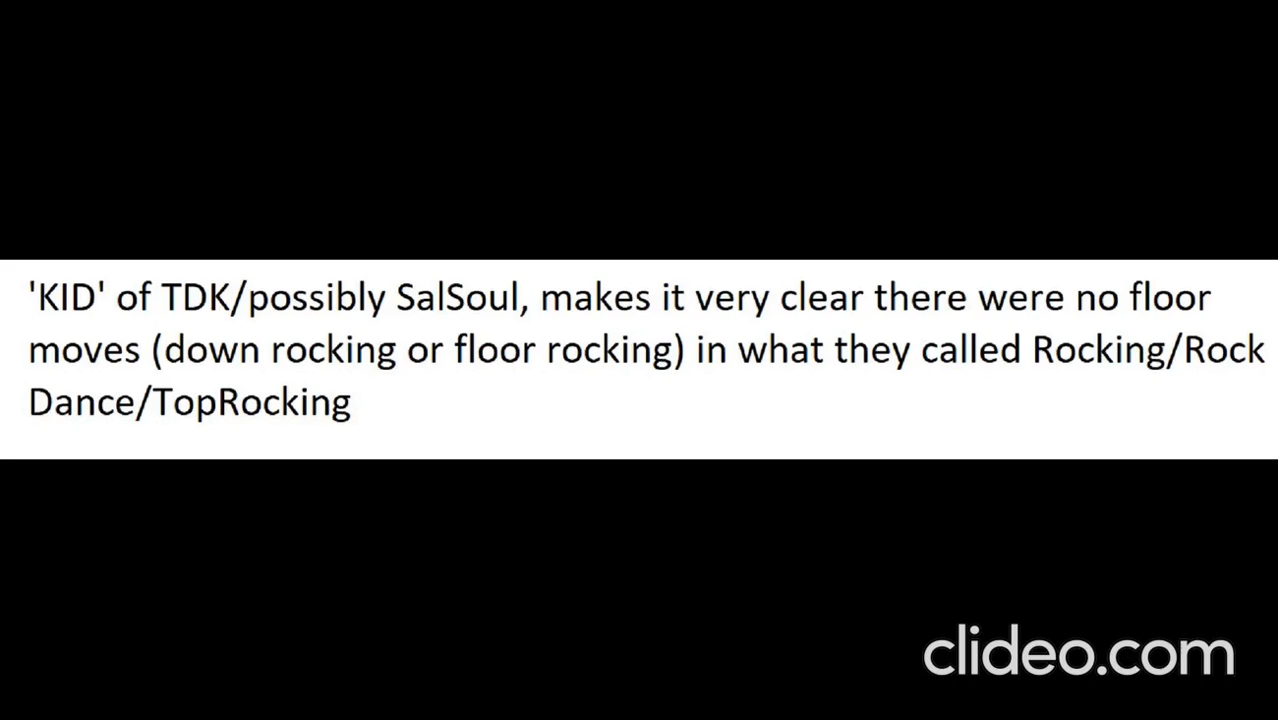 'KID' of TDK/possibly SalSoul, makes it very clear there were no floor
moves (down rocking or floor rocking) in what they called Rocking/Rock
Dance/TopRocking
clideo.com